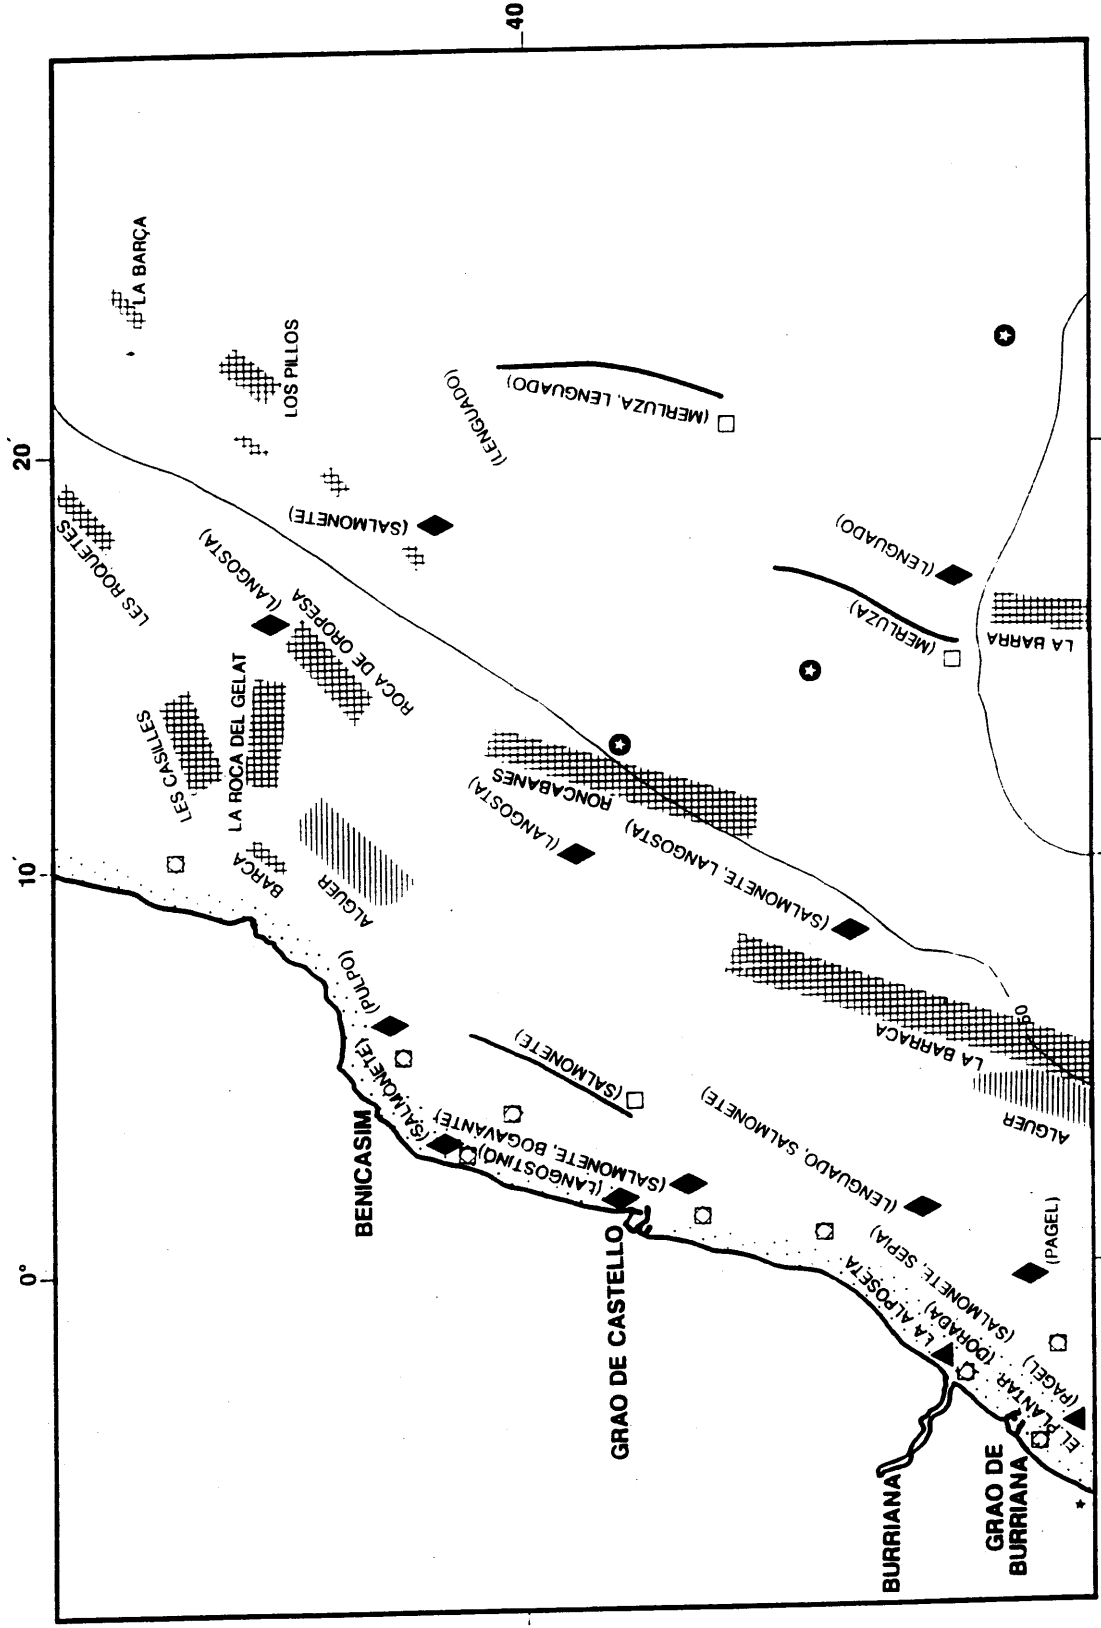 40
20´
10´
0°
LA BARÇA
LOS PILLOS
LES ROQUETES
(LANGOSTA)
ROCA DE OROPESA
(SALMONETE)
(LENGUADO)
(MERLUZA, LENGUADO)
LES CASILLES
LA ROCA DEL GELAT
BARCA
ALGUER
(PULPO)
(SALMONETE)
BENICASIM
(LANGOSTINO)
(SALMONETE, BOGAVANTE)
(SALMONETE)
GRAO DE CASTELLO
RONCABANES
(LANGOSTA)
(SALMONETE, LANGOSTA)
(LENGUADO)
(MERLUZA)
LA BARRA
LA BARRACA
50
ALGUER
(LENGUADO, SALMONETE)
(PAGEL)
(SALMONETE, SEPIA)
LA ALPOSETA
(DORADA)
EL PLANTAR
(PAGEL)
BURRIANA
GRAO DE
BURRIANA